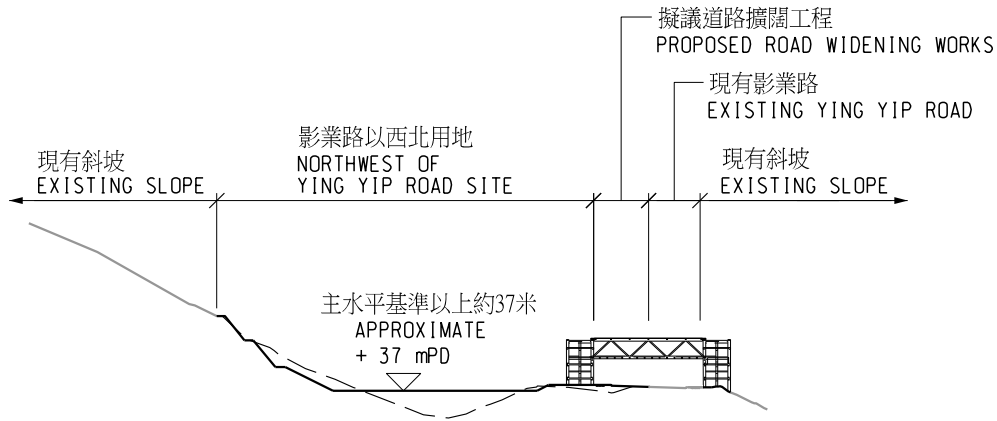 擬議道路擴闊工程
PROPOSED ROAD WIDENING WORKS
現有影業路
EXISTING YING YIP ROAD
影業路以西北用地
NORTHWEST OF
YING YIP ROAD SITE
現有斜坡
EXISTING SLOPE
現有斜坡
EXISTING SLOPE
主水平基準以上約37米
APPROXIMATE
+ 37 mPD